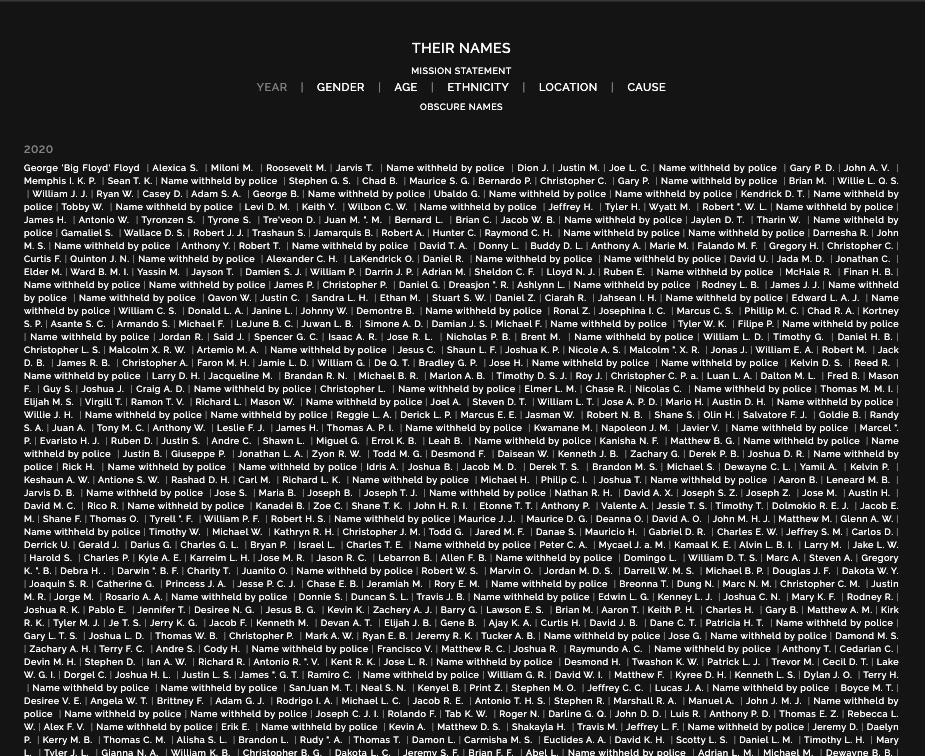 THEIR NAMES
MISSION STATEMENT
YEAR | GENDER | AGE | ETHNICITY | LOCATION | CAUSE
OBSCURE NAMES
2020
George 'Big Floyd' Floyd | Alexica S. | Miloni M. | Roosevelt M. | Jarvis T. | Name withheld by police | Dion J. | Justin M. | Joe L. C. | Name withheld by police | Gary P. D. | John A. V. |
Memphis I. K. P. | Sean T. K. | Name withheld by police | Stephen G. S. | Chad B. | Maurice S. G. | Bernardo P. | Christopher C. | Gary P. | Name withheld by police | Brian M. | Willie L. Q. S.
| William J. J. | Ryan W. | Casey D. | Adam S. A. | George B. | Name withheld by police | Ubaldo G. | Name withheld by police | Name withheld by police | Kendrick D. T. | Name withheld by
police | Tobby W. | Name withheld by police | Levi D. M. | Keith Y. | Wilbon C. W. | Name withheld by police | Jeffrey H. | Tyler H. | Wyatt M. | Robert ". W. L. | Name withheld by police |
James H. | Antonio W. | Tyronzen S. | Tyrone S. | Tre'veon D. | Juan M. ". M. | Bernard L. | Brian C. | Jacob W. B. | Name withheld by police | Jaylen D. T. | Tharin W. | Name withheld by
police | Gamaliel S. | Wallace D. S. | Robert J. J. | Trashaun S. | Jamarquis B. | Robert A. | Hunter C. | Raymond C. H. | Name withheld by police | Name withheld by police | Darnesha R. | John
M. S. | Name withheld by police | Anthony Y. | Robert T. | Name withheld by police | David T. A. | Donny L. | Buddy D. L. | Anthony A. | Marie M. | Falando M. F. | Gregory H. | Christopher C. |
Curtis F. | Quinton J. N. | Name withheld by police | Alexander C. H. | LaKendrick O. | Daniel R. | Name withheld by police | Name withheld by police | David U. | Jada M. D. | Jonathan C. |
Elder M. | Ward B. M. I. | Yassin M. | Jayson T. | Damien S. J. | William P. | Darrin J. P. | Adrian M. | Sheldon C. F. | Lloyd N. J. | Ruben E. | Name withheld by police | McHale R. | Finan H. B. |
Name withheld by police | Name withheld by police | James P. | Christopher P. | Daniel G. | Dreasjon ". R. | Ashlynn L. | Name withheld by police | Rodney L. B. | James J. J. | Name withheld
by police | Name withheld by police | Qavon W. | Justin C. | Sandra L. H. | Ethan M. | Stuart S. W. | Daniel Z. | Ciarah R. | Jahsean I. H. | Name withheld by police | Edward L. A. J. | Name
withheld by police | William C. S. | Donald L. A. | Janine L. | Johnny W. | Demontre B. | Name withheld by police | Ronal Z. | Josephina I. C. | Marcus C. S. | Phillip M. C. | Chad R. A. | Kortney
S. P. | Asante S. C. | Armando S. | Michael F. | LeJune B. C. | Juwan L. B. | Simone A. D. | Damian J. S. | Michael F. | Name withheld by police | Tyler W. K. | Filipe P. | Name withheld by police
| Name withheld by police | Jordan R. | Said J. | Spencer G. C. | Isaac A. R. | Jose R. L. | Nicholas P. B. | Brent M. | Name withheld by police | William L. D. | Timothy G. | Daniel H. B. |
Christopher L. S. | Malcolm X. R. W. | Artemio M. A. | Name withheld by police | Jesus C. | Shaun L. F. | Joshua K. P. | Nicole A. S. | Malcolm ". X. R. | Jonas J. | William E. A. | Robert M. | Jack
D. B. | James R. B. | Christopher A. | Faron M. H. | Jamie L. D. | William G. | De G. T. | Bradley G. P. | Jose H. | Name withheld by police | Name withheld by police | Kelvin D. S. | Reed R. |
Name withheld by police | Larry D. H. | Jacqueline M. | Brandan R. N. | Michael B. R. | Marlon A. B. | Timothy D. S. J. | Roy J. | Christopher C. P. a. | Luan L. A. | Dalton M. L. | Fred B. | Mason
F. | Guy S. | Joshua J. | Craig A. D. | Name withheld by police | Christopher L. | Name withheld by police | Elmer L. M. | Chase R. | Nicolas C. | Name withheld by police | Thomas M. M. I. |
Elijah M. S. | Virgill T. | Ramon T. V. | Richard L. | Mason W. | Name withheld by police | Joel A. | Steven D. T. | William L. T. | Jose A. P. D. | Mario H. | Austin D. H. | Name withheld by police |
Willie J. H. | Name withheld by police | Name withheld by police | Reggie L. A. | Derick L. P. | Marcus E. E. | Jasman W. | Robert N. B. | Shane S. | Olin H. | Salvatore F. J. | Goldie B. | Randy
S. A. | Juan A. | Tony M. C. | Anthony W. | Leslie F. J. | James H. | Thomas A. P. I. | Name withheld by police | Kwamane M. | Napoleon J. M. | Javier V. | Name withheld by police | Marcel ".
P. | Evaristo H. J. | Ruben D. | Justin S. | Andre C. | Shawn L. | Miguel G. | Errol K. B. | Leah B. | Name withheld by police | Kanisha N. F. | Matthew B. G. | Name withheld by police | Name
withheld by police | Justin B. | Giuseppe P. | Jonathan L. A. | Zyon R. W. | Todd M. G. | Desmond F. | Daisean W. | Kenneth J. B. | Zachary G. | Derek P. B. | Joshua D. R. | Name withheld by
police | Rick H. | Name withheld by police | Name withheld by police | Idris A. | Joshua B. | Jacob M. D. | Derek T. S. | Brandon M. S. | Michael S. | Dewayne C. L. | Yamil A. | Kelvin P. |
Keshaun A. W. | Antione S. W. | Rashad D. H. | Carl M. | Richard L. K. | Name withheld by police | Michael H. | Philip C. I. | Joshua T. | Name withheld by police | Aaron B. | Leneard M. B. |
Jarvis D. B. | Name withheld by police | Jose S. | Maria B. | Joseph B. | Joseph T. J. | Name withheld by police | Nathan R. H. | David A. X. | Joseph S. Z. | Joseph Z. | Jose M. | Austin H. |
David M. C. | Rico R. | Name withheld by police | Kanadei B. | Zoe C. | Shane T. K. | John H. R. I. | Etonne T. T. | Anthony P. | Valente A. | Jessie T. S. | Timothy T. | Dolmokio R. E. J. | Jacob E.
M. | Shane F. | Thomas O. | Tyrell ". F. | William P. F. | Robert H. S. | Name withheld by police | Maurice J. J. | Maurice D. G. | Deanna O. | David A. O. | John M. H. J. | Matthew M. | Glenn A. W. |
Name withheld by police | Timothy W. | Michael W. | Kathryn R. H. | Christopher J. M. | Todd G. | Jared M. F. | Danae S. | Mauricio H. | Gabriel D. R. | Charles E. W. | Jeffrey S. M. | Carlos D. |
Derrick U. | Gerald J. | Darius G. | Charles G. L. | Bryan P. | Israel L. | Charles T. E. | Name withheld by police | Peter C. A. | Mycael J. a. M. | Kamaal K. E. | Alvin L. B. I. | Larry M. | Jake L. W.
| Harold S. | Charles P. | Kyle A. E. | Karreim L. H. | Jose M. R. | Jason R. C. | Lebarron B. | Allen F. B. | Name withheld by police | Domingo L. | William D. T. S. | Marc A. | Steven A. | Gregory
K. ". B. | Debra H. . | Darwin ". B. F. | Charity T. | Juanito O. | Name withheld by police | Robert W. S. | Marvin O. | Jordan M. D. S. | Darrell W. M. S. | Michael B. P. | Douglas J. F. | Dakota W. Y.
| Joaquin S. R. | Catherine G. | Princess J. A. | Jesse P. C. J. | Chase E. B. | Jeramiah M. | Rory E. M. | Name withheld by police | Breonna T. | Dung N. | Marc N. M. | Christopher C. M. | Justin
M. R. | Jorge M. | Rosario A. A. | Name withheld by police | Donnie S. | Duncan S. L. | Travis J. B. | Name withheld by police | Edwin L. G. | Kenney L. J. | Joshua C. N. | Mary K. F. | Rodney R. |
Joshua R. K. | Pablo E. | Jennifer T. | Desiree N. G. | Jesus B. G. | Kevin K. | Zachery A. J. | Barry G. | Lawson E. S. | Brian M. | Aaron T. | Keith P. H. | Charles H. | Gary B. | Matthew A. M. | Kirk
R. K. | Tyler M. J. | Je T. S. | Jerry K. G. | Jacob F. | Kenneth M. | Devan A. T. | Elijah J. B. | Gene B. | Ajay K. A. | Curtis H. | David J. B. | Dane C. T. | Patricia H. T. | Name withheld by police |
Gary L. T. S. | Joshua L. D. | Thomas W. B. | Christopher P. | Mark A. W. | Ryan E. B. | Jeremy R. K. | Tucker A. B. | Name withheld by police | Jose G. | Name withheld by police | Damond M. S.
| Zachary A. H. | Terry F. C. | Andre S. | Cody H. | Name withheld by police | Francisco V. | Matthew R. C. | Joshua R. | Raymundo A. C. | Name withheld by police | Anthony T. | Cedarian C. |
Devin M. H. | Stephen D. | Ian A. W. | Richard R. | Antonio R. ". V. | Kent R. K. | Jose L. R. | Name withheld by police | Desmond H. | Twashon K. W. | Patrick L. J. | Trevor M. | Cecil D. T. | Lake
W. G. I. | Dorgel C. | Joshua H. L. | Justin L. S. | James ". G. T. | Ramiro C. | Name withheld by police | William G. R. | David W. I. | Matthew F. | Kyree D. H. | Kenneth L. S. | Dylan J. O. | Terry H.
| Name withheld by police | Name withheld by police | SanJuan M. T. | Neal S. N. | Kenyel B. | Print Z. | Stephen M. O. | Jeffrey C. C. | Lucas J. A. | Name withheld by police | Boyce M. T. |
Desiree V. E. | Angela W. T. | Brittney F. | Adam G. J. | Rodrigo I. A. | Michael L. C. | Jacob R. E. | Antonio T. H. S. | Stephen R. | Marshall R. A. | Manuel A. | John J. M. J. | Name withheld by
police | Name withheld by police | Name withheld by police | Joseph C. J. I. | Rolando F. | Tab K. W. | Roger N. | Darline G. Q. | John D. D. | Luis R. | Anthony P. D. | Thomas E. Z. | Rebecca L.
W. | Alex F. V. | Name withheld by police | Erik E. | Name withheld by police | Kevin A. | Matthew D. S. | Shakayla H. | Travis M. | Jeffrey L. F. | Name withheld by police | Jeremy D. | Daelyn
P. | Kerry M. B. | Thomas C. M. | Alisha S. L. | Brandon L. | Rudy ". A. | Thomas T. | Damon L. | Carmisha M. S. | Euclides A. A. | David K. H. | Scotty L. S. | Daniel L. M. | Timothy L. H. | Mary
L. | Tyler J. L. | Gianna N. A. | William K. B. | Christopher B. G. | Dakota L. C. | Jeremy S. F. | Brian F. F. | Abel L. | Name withheld by police | Adrian L. M. | Michael M. | Dewayne B. B. |